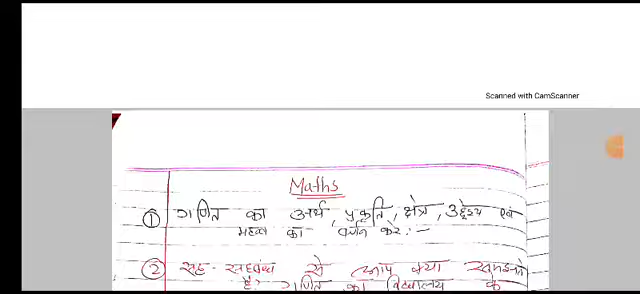 Scanned with CamScanner
Maths
① गणित का अर्थ, प्रकृति, क्षेत्र, उद्देश्य एवं
महत्व का वर्णन करे :-
② सह - सम्बन्ध से आप क्या समझते
है? गणित का विद्यालय के